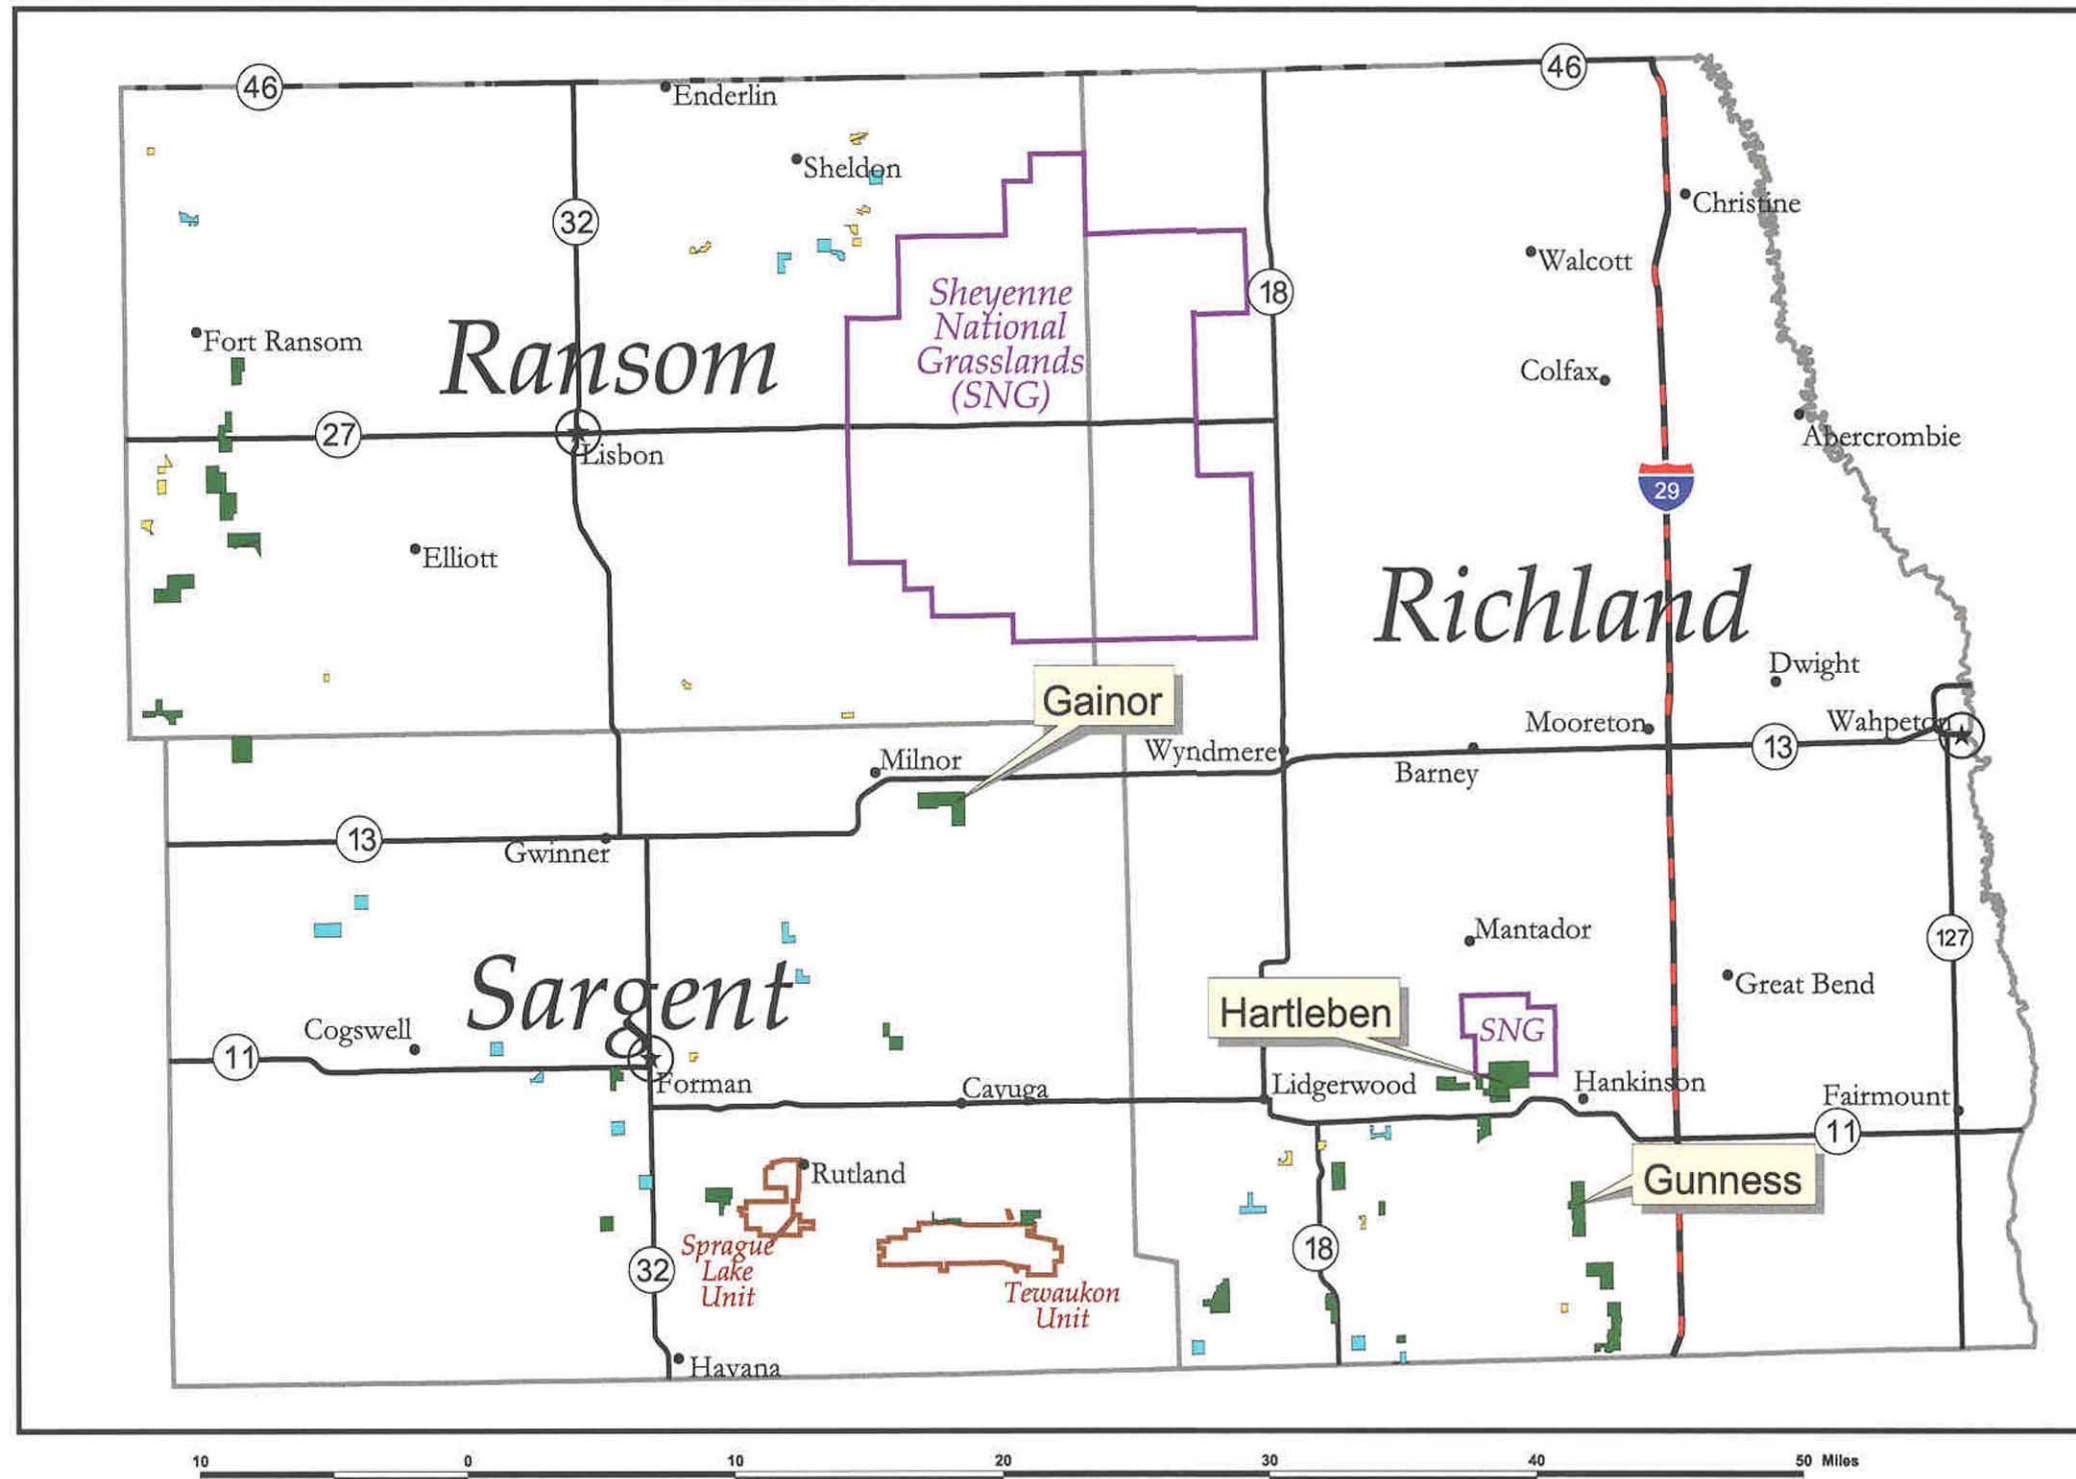 46
46
Enderlin
Sheldon
Christine
32
Walcott
Sheyenne
National
Grasslands
(SNG)
18
Fort Ransom
Ransom
Colfax
Abercrombie
27
Lisbon
29
Elliott
Richland
Dwight
Gainor
Mooreton
Wahpeton
13
Milnor
Wyndmere
Barney
13
Gwinner
Mantador
127
Sargent
Great Bend
Hartleben
SNG
Cogswell
11
Forman
Cayuga
Lidgerwood
Hankinson
Fairmount
11
Rutland
Gunness
Sprague
Lake
Unit
32
18
Tewaukon
Unit
Havana
10 0 10 20 30 40 50 Miles